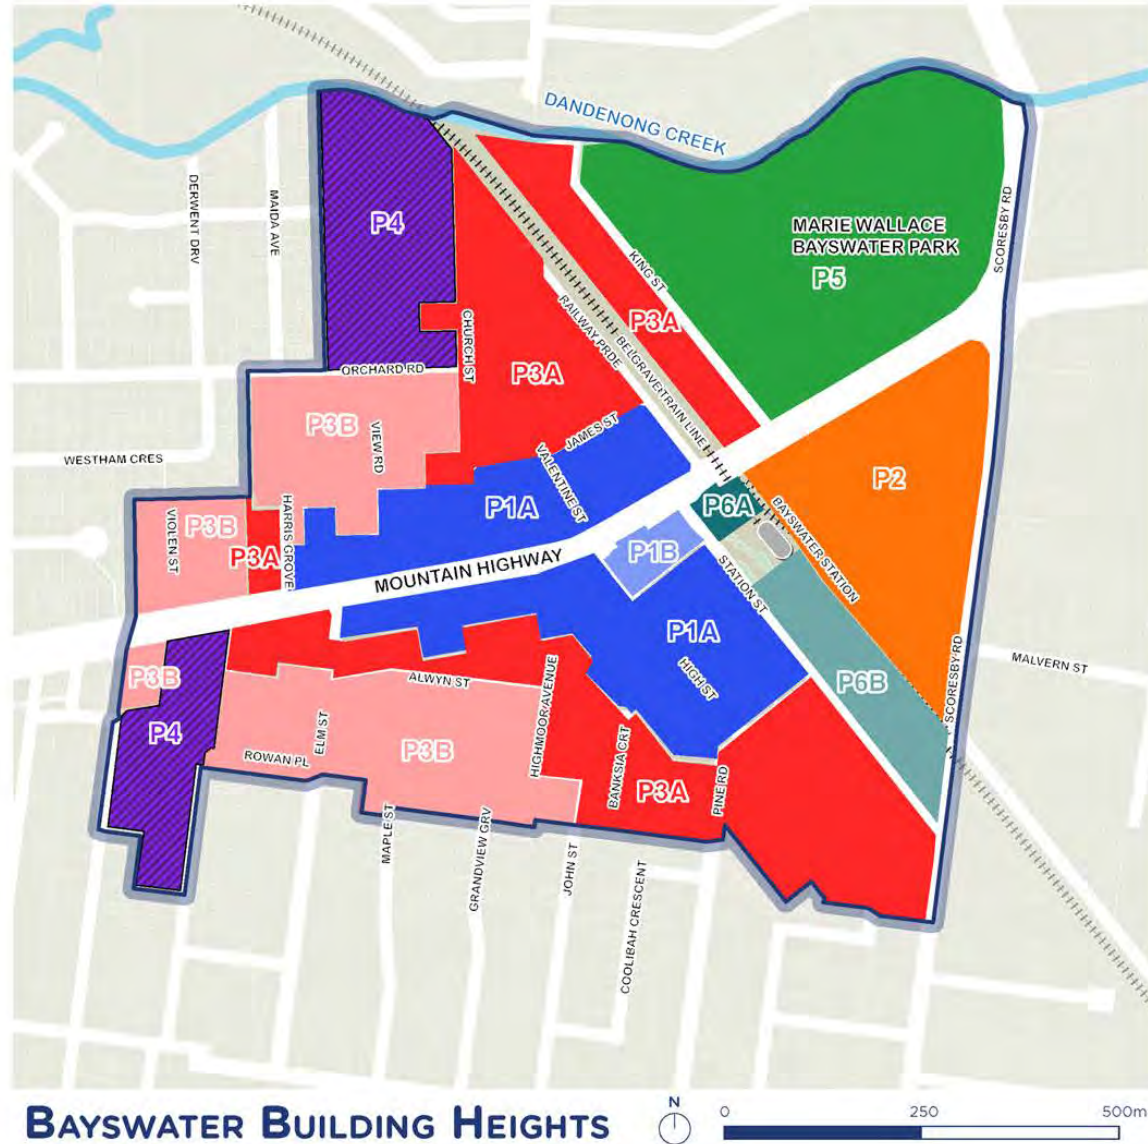 DANDENONG CREEK
DERWENT DRV
MAIDA AVE
P4
MARIE WALLACE
BAYSWATER PARK
P5
SCORESBY RD
KING ST
RAILWAY PRDE
P3A
BELGRAVE TRAIN LINE
CHURCH ST
ORCHARD RD
P3A
P3B
VIEW RD
JAMES ST
WESTHAM CRES
VALENTINE ST
P2
P1A
P6A
BAYSWATER STATION
VIOLEN ST
P3B
P3A
HARRIS GROVE
P1B
MOUNTAIN HIGHWAY
STATION ST
P1A
HIGH ST
MALVERN ST
P3B
ALWYN ST
P6B
SCORESBY RD
P4
ELM ST
ROWAN PL
P3B
HIGHMOOR AVENUE
BANKSIA CRT
P3A
PINE RD
MAPLE ST
GRANDVIEW GRV
JOHN ST
COOLIBAH CRESCENT
BAYSWATER BUILDING HEIGHTS
N
0 250 500m